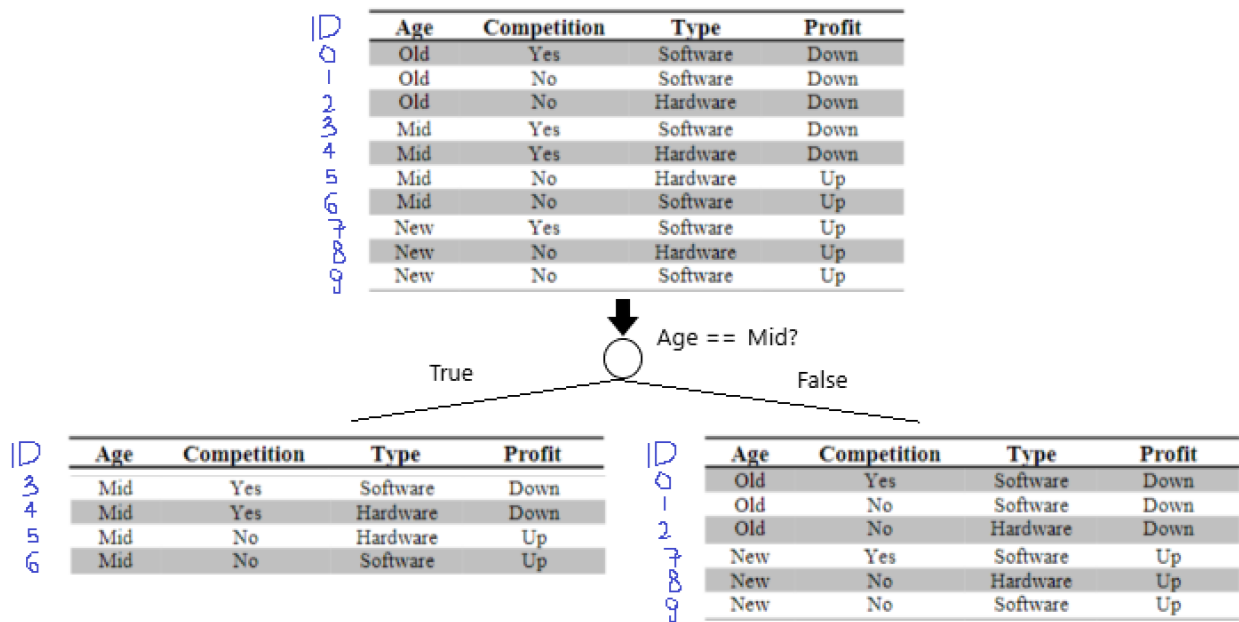 ID Age Competition Type Profit
0 Old Yes Software Down
1 Old No Software Down
2 Old No Hardware Down
3 Mid Yes Software Down
4 Mid Yes Hardware Down
5 Mid No Hardware Up
6 Mid No Software Up
7 New Yes Software Up
8 New No Hardware Up
9 New No Software Up
Age == Mid?
True
False
ID Age Competition Type Profit
3 Mid Yes Software Down
4 Mid Yes Hardware Down
5 Mid No Hardware Up
6 Mid No Software Up
ID Age Competition Type Profit
0 Old Yes Software Down
1 Old No Software Down
2 Old No Hardware Down
7 New Yes Software Up
8 New No Hardware Up
9 New No Software Up